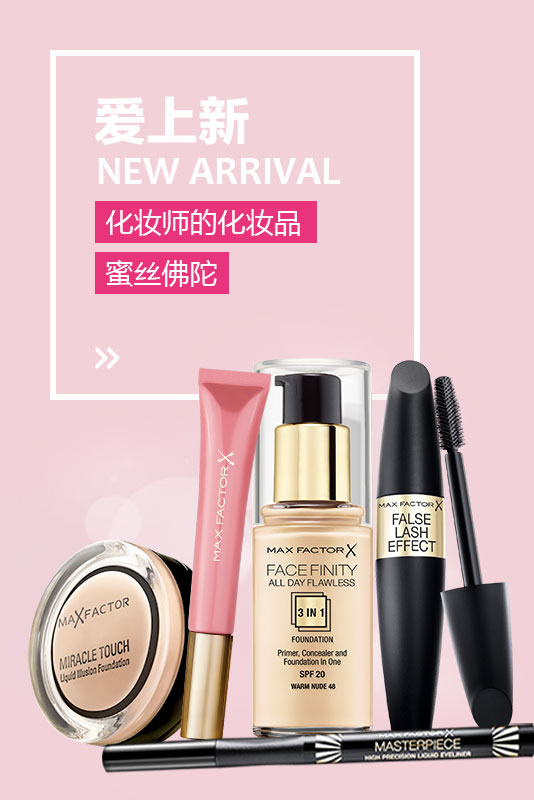 爱上新
NEW ARRIVAL
化妆师的化妆品
蜜丝佛陀
MAXFACTOR
MIRACLE TOUCH
Liquid Illusion Foundation
MAX FACTOR X
MAX FACTOR X
FACE FINITY
ALL DAY FLAWLESS
3 IN 1
FOUNDATION
Primer, Concealer and
Foundation In One
SPF 20
WARM NUDE 48
MAX FACTOR X
FALSE
LASH
EFFECT
MAX FACTOR X
MASTERPIECE
HIGH PRECISION LIQUID EYELINER